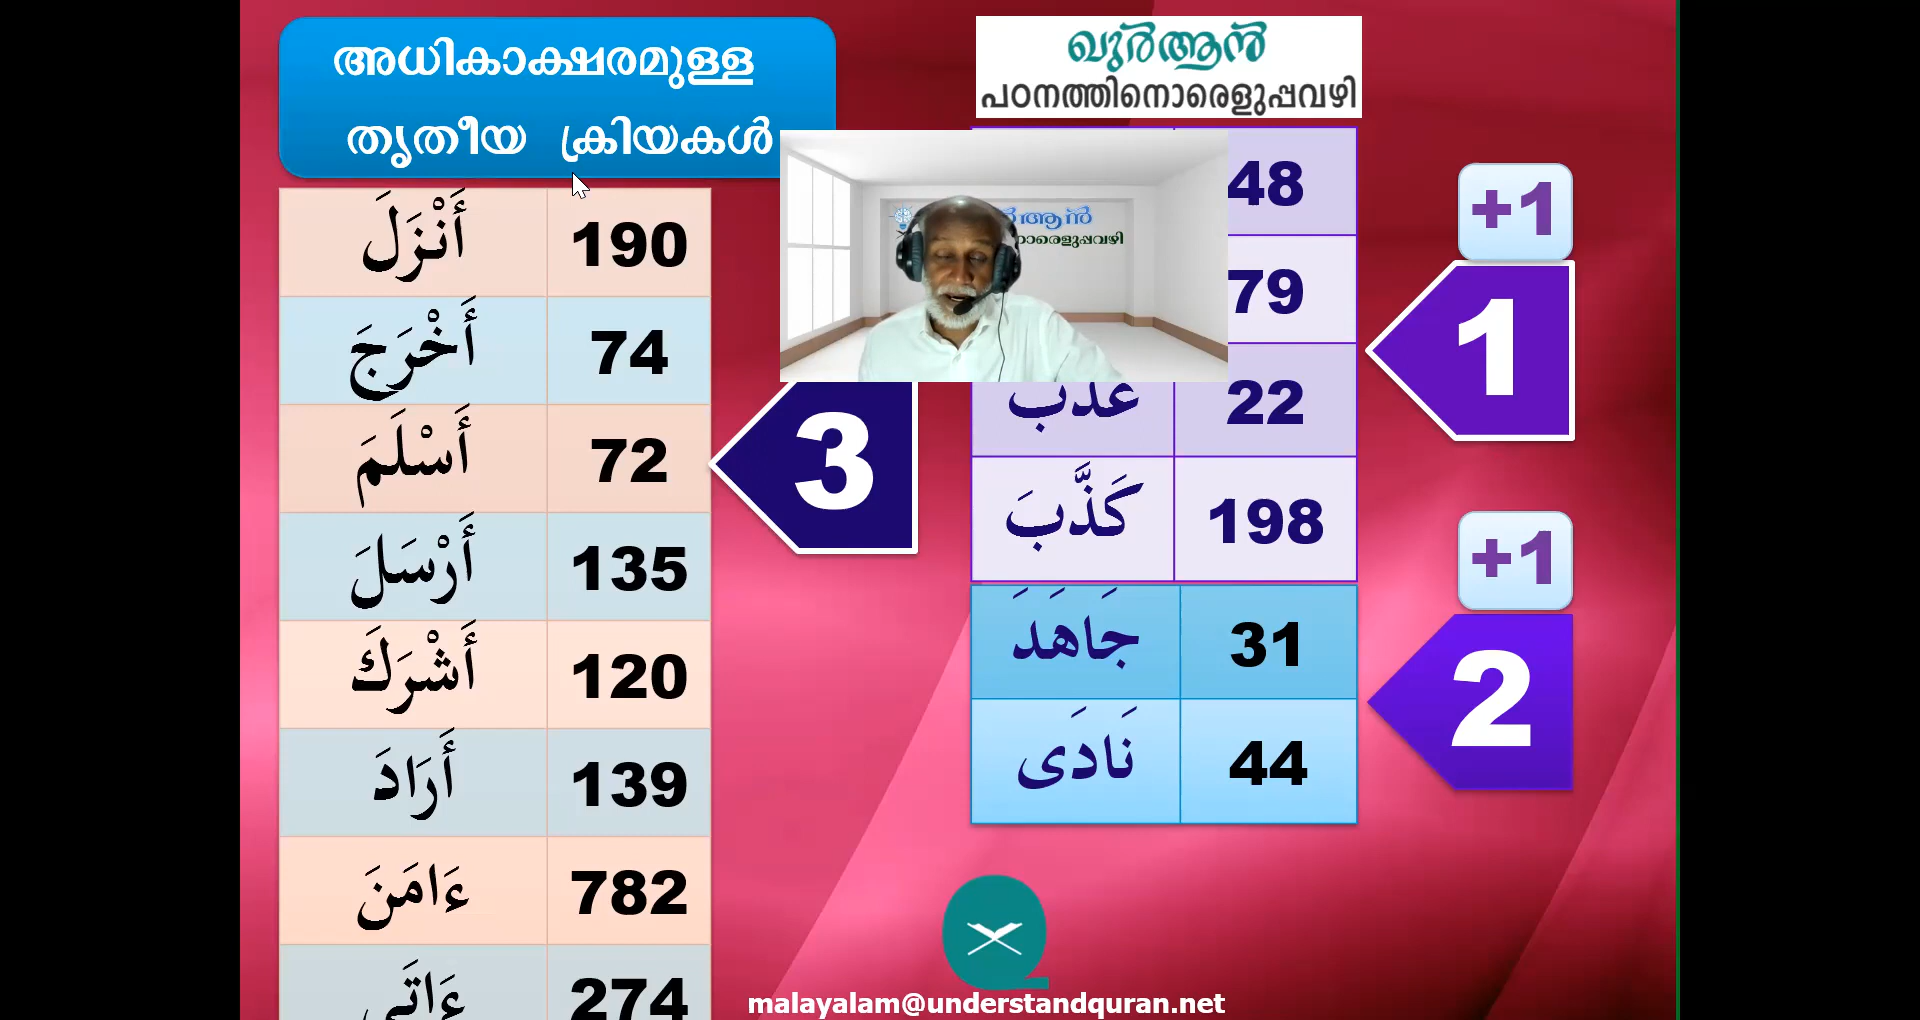 അധികാക്ഷരമുള്ള
തൃതീയ ക്രിയകൾ
ഖുർആൻ
പഠനത്തിനൊരെളുപ്പവഴി
أَنْزَلَ 190
أَخْرَجَ 74
أَسْلَمَ 72
أَرْسَلَ 135
أَشْرَكَ 120
أَرَادَ 139
ءَامَنَ 782
ءَاتَى 274
3
48
79
22
كَذَّبَ 198
جَاهَدَ 31
نَادَى 44
+1
1
+1
2
malayalam@understandquran.net